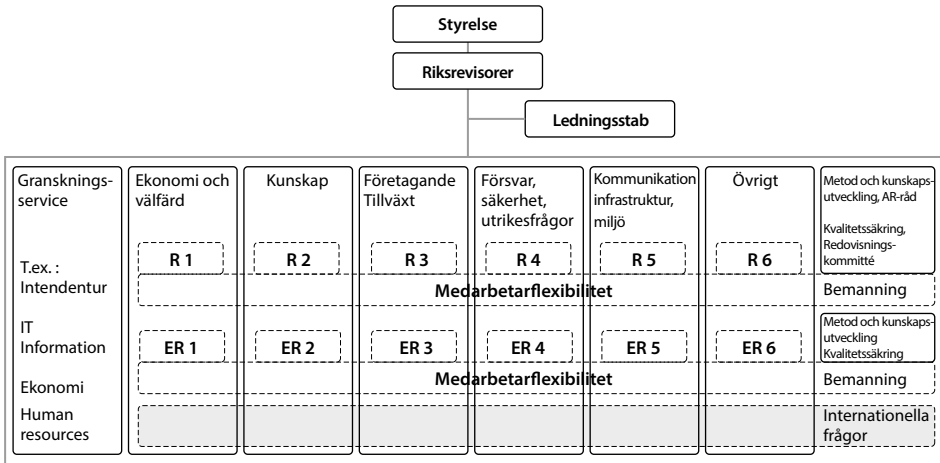 Styrelse
Riksrevisorer
Ledningsstab
Gransknings-
service
T.ex. :
Intendentur
IT
Information
Ekonomi
Human
resources
Ekonomi och
välfärd
Kunskap
Företagande
Tillväxt
Försvar,
säkerhet,
utrikesfrågor
Kommunikation
infrastruktur,
miljö
Övrigt
Metod och kunskaps-
utveckling, AR-råd
Kvalitetssäkring,
Redovisnings-
kommitté
R 1
R 2
R 3
R 4
R 5
R 6
Medarbetarflexibilitet
Bemanning
ER 1
ER 2
ER 3
ER 4
ER 5
ER 6
Metod och kunskaps-
utveckling
Kvalitetssäkring
Medarbetarflexibilitet
Bemanning
Internationella
frågor